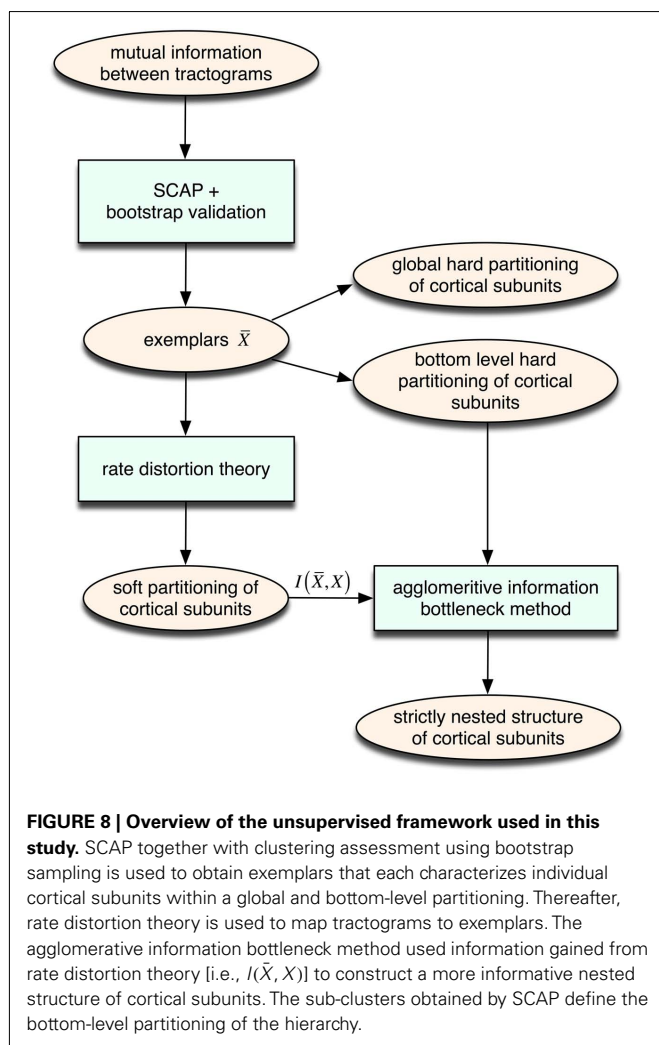 mutual information
between tractograms
SCAP +
bootstrap validation
global hard partitioning
of cortical subunits
exemplars X̄
bottom level hard
partitioning of cortical
subunits
rate distortion theory
soft partitioning of
cortical subunits
I(X̄,X)
agglomeritive information
bottleneck method
strictly nested structure
of cortical subunits
FIGURE 8 | Overview of the unsupervised framework used in this
study. SCAP together with clustering assessment using bootstrap
sampling is used to obtain exemplars that each characterizes individual
cortical subunits within a global and bottom-level partitioning. Thereafter,
rate distortion theory is used to map tractograms to exemplars. The
agglomerative information bottleneck method used information gained from
rate distortion theory [i.e., I(X̄, X)] to construct a more informative nested
structure of cortical subunits. The sub-clusters obtained by SCAP define the
bottom-level partitioning of the hierarchy.